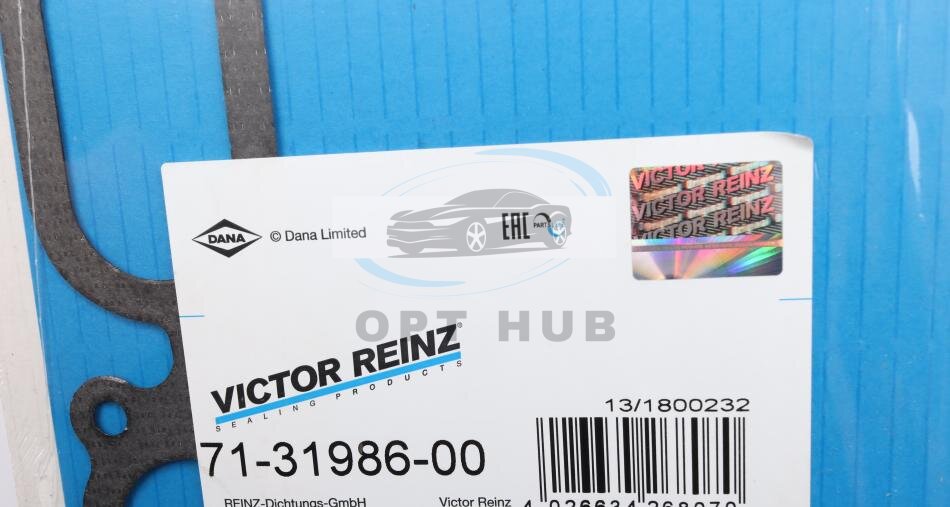 DANA
© Dana Limited
EAC
PARTS
VICTOR REINZ
VICTOR REINZ
VICTOR REINZ
OPT HUB
VICTOR REINZ®
SEALING PRODUCTS
13/1800232
71-31986-00
REINZ-Dichtungs-GmbH
Victor Reinz